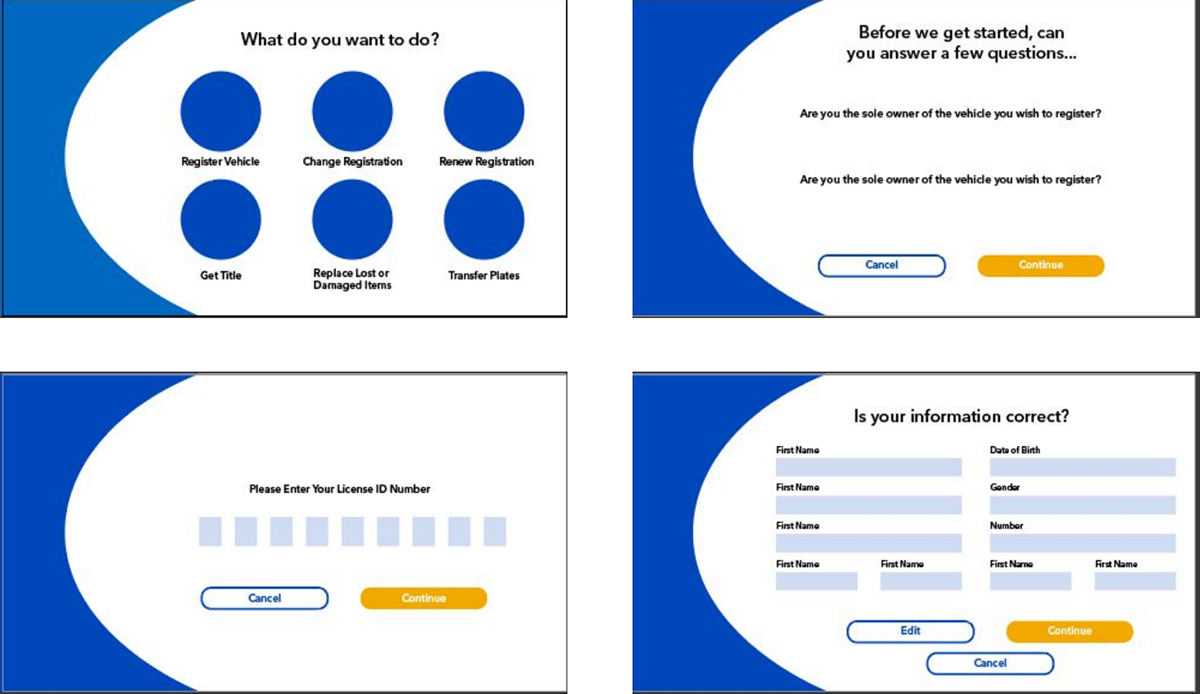 What do you want to do?
Register Vehicle
Change Registration
Renew Registration
Get Title
Replace Lost or
Damaged Items
Transfer Plates
Before we get started, can
you answer a few questions...
Are you the sole owner of the vehicle you wish to register?
Are you the sole owner of the vehicle you wish to register?
Cancel
Continue
Please Enter Your License ID Number
Cancel
Continue
Is your information correct?
First Name
Date of Birth
First Name
Gender
First Name
Number
First Name
First Name
First Name
First Name
Edit
Continue
Cancel